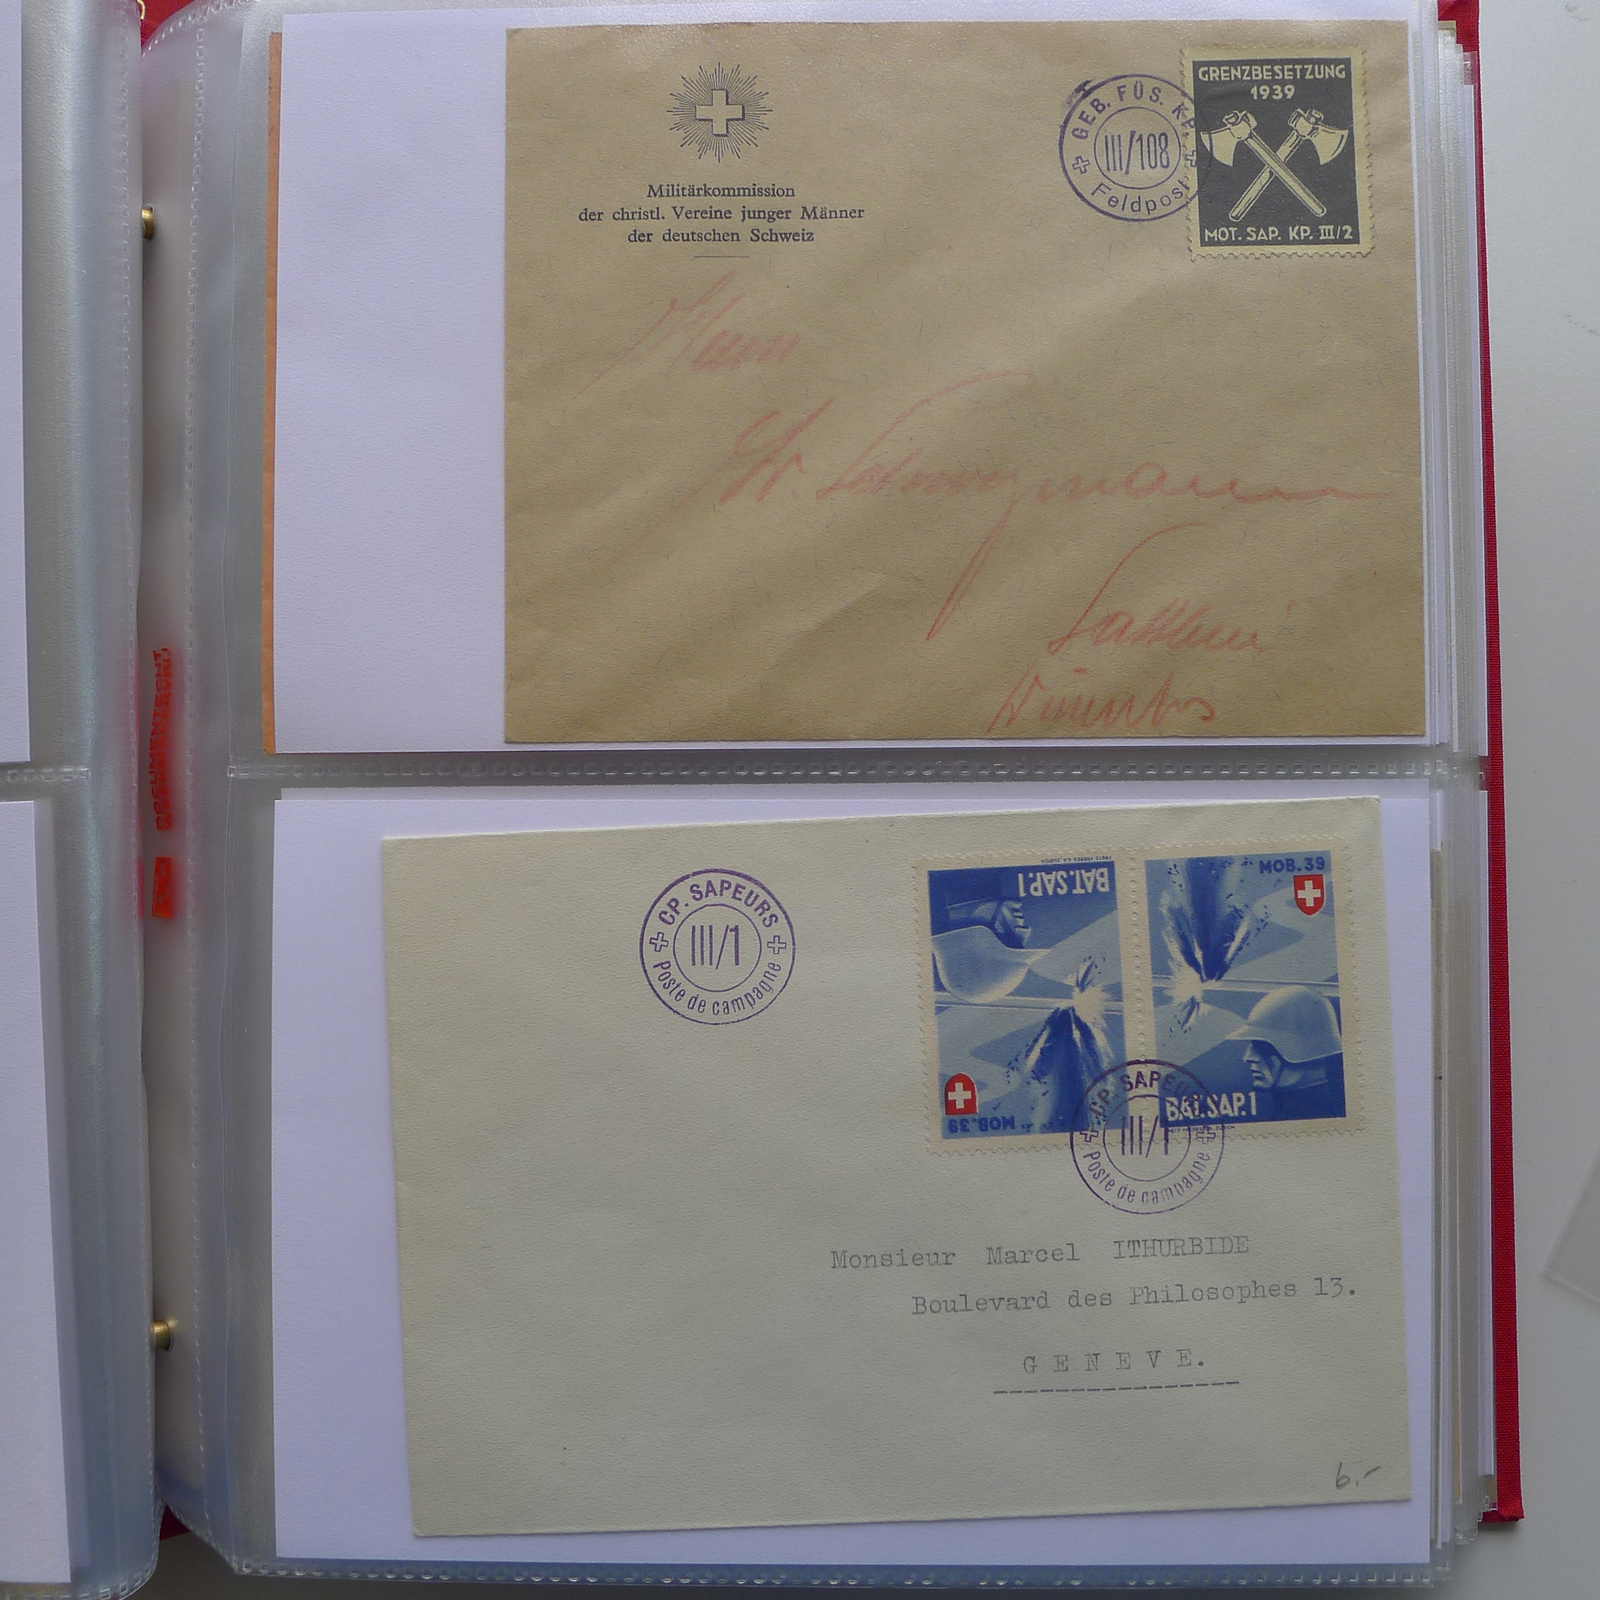 Militärkommission
der christl. Vereine junger Männer
der deutschen Schweiz
GEB. FÜS. KP.
III/108
Feldpost
GRENZBESETZUNG
1939
MOT. SAP. KP. III/2
DOKUMENTECHT
CP. SAPEURS
III/1
Poste de campagne
BAT.SAP.1
MOB.39
MOB.39
BAT.SAP.1
CP. SAPEURS
III/1
Poste de campagne
Monsieur Marcel ITHURBIDE
Boulevard des Philosophes 13.
GENEVE.
6.-